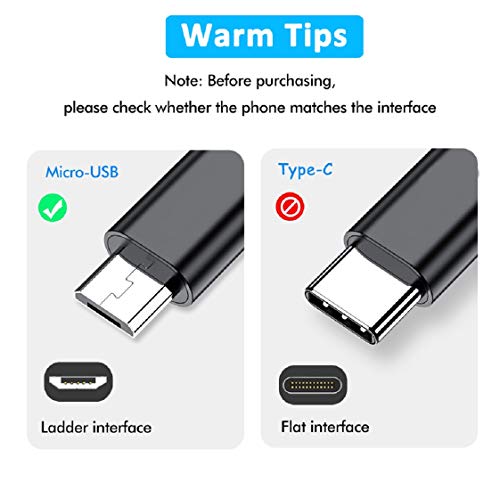 Warm Tips
Note: Before purchasing,
please check whether the phone matches the interface
Micro-USB
Type-C
Ladder interface
Flat interface